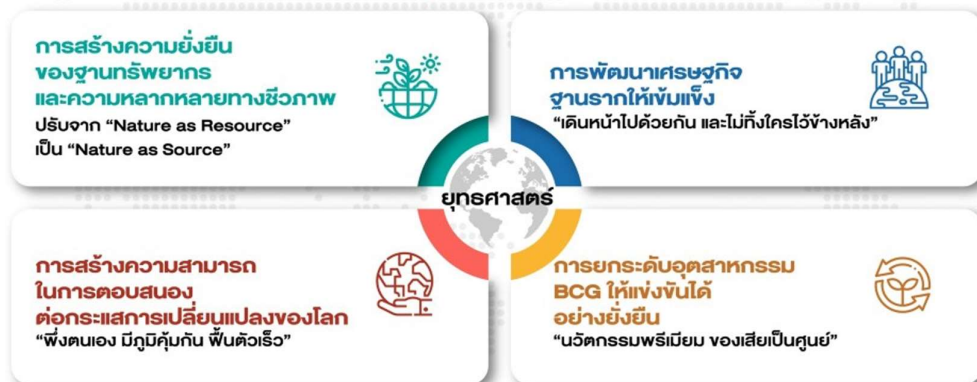 การสร้างความยั่งยืน
ของฐานทรัพยากร
และความหลากหลายทางชีวภาพ
ปรับจาก “Nature as Resource”
เป็น “Nature as Source”
การพัฒนาเศรษฐกิจ
ฐานรากให้เข้มแข็ง
“เดินหน้าไปด้วยกัน และไม่ทิ้งใครไว้ข้างหลัง”
ยุทธศาสตร์
การสร้างความสามารถ
ในการตอบสนอง
ต่อกระแสการเปลี่ยนแปลงของโลก
“พึ่งตนเอง มีภูมิคุ้มกัน ฟื้นตัวเร็ว”
การยกระดับอุตสาหกรรม
BCG ให้แข่งขันได้
อย่างยั่งยืน
“นวัตกรรมพรีเมียม ของเสียเป็นศูนย์”